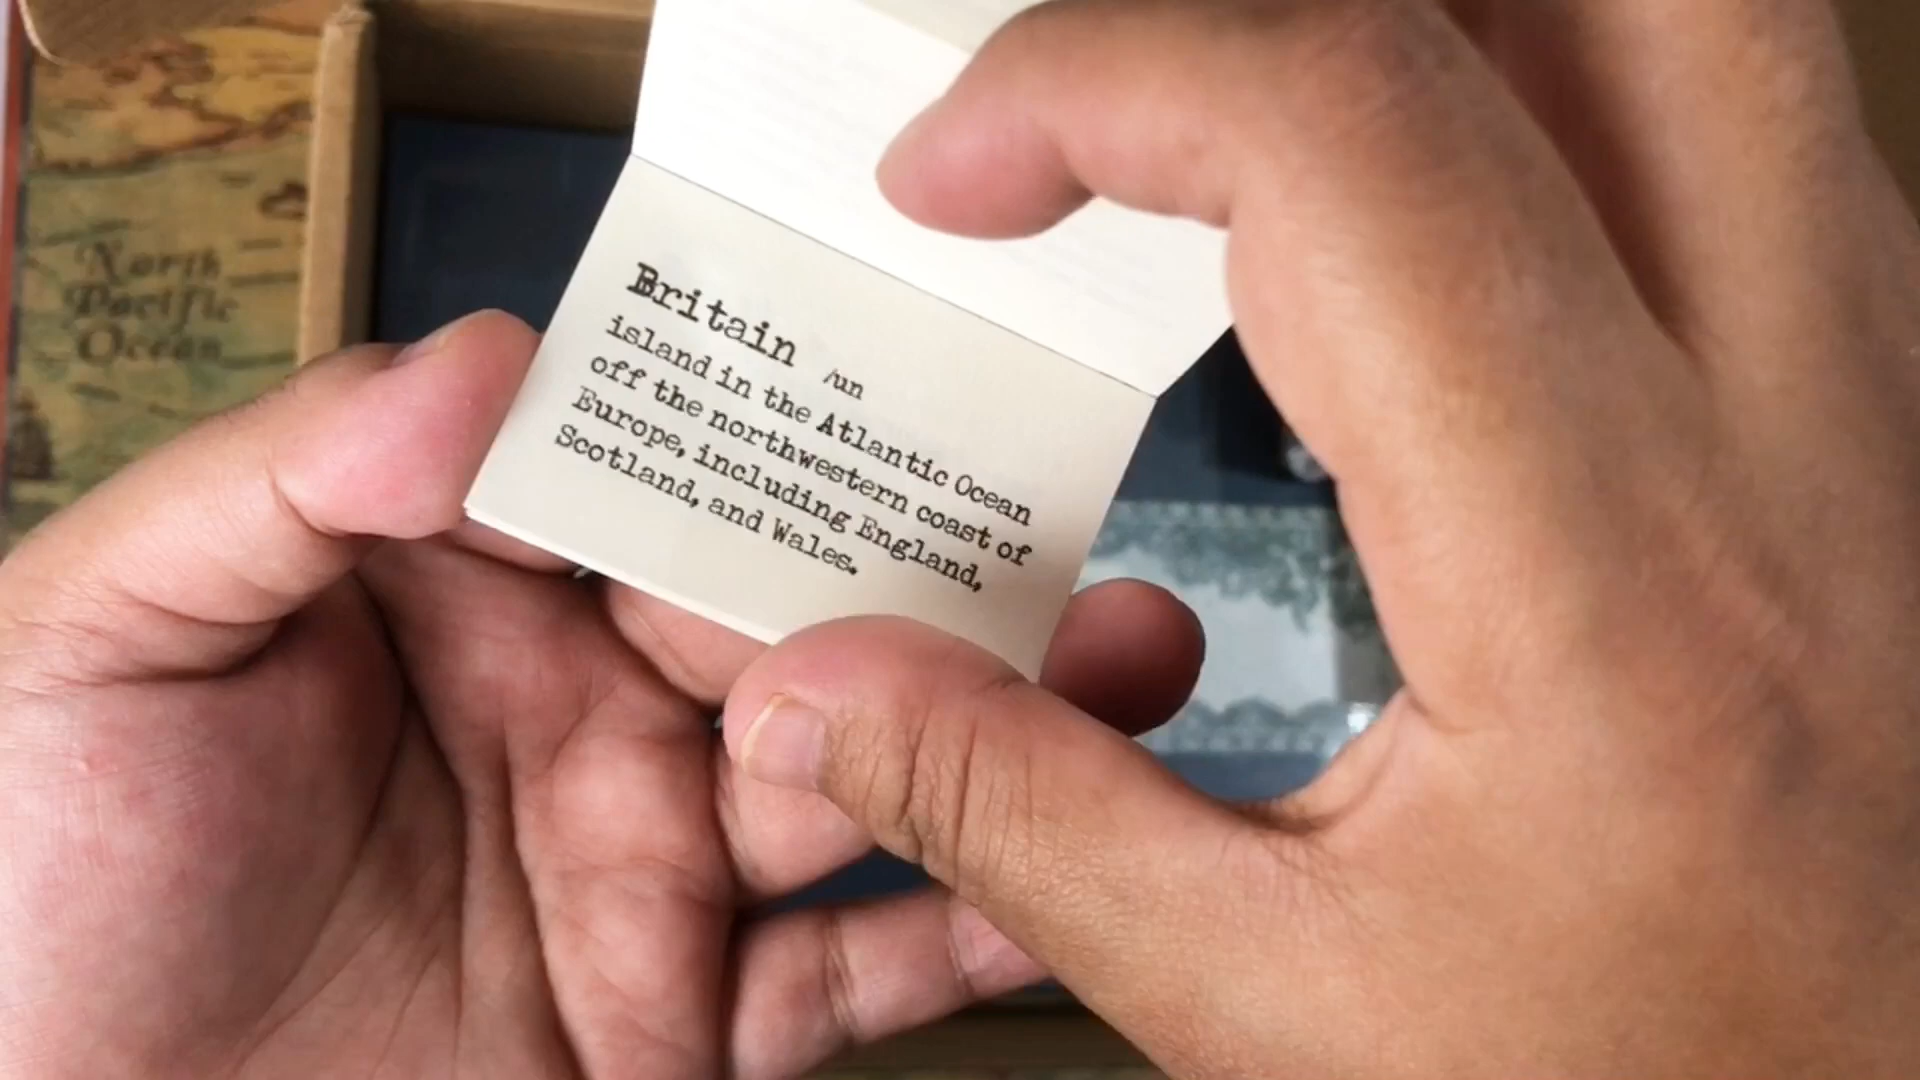 North
Pacific
Ocean
Britain /un
island in the Atlantic Ocean
off the northwestern coast of
Europe, including England,
Scotland, and Wales.